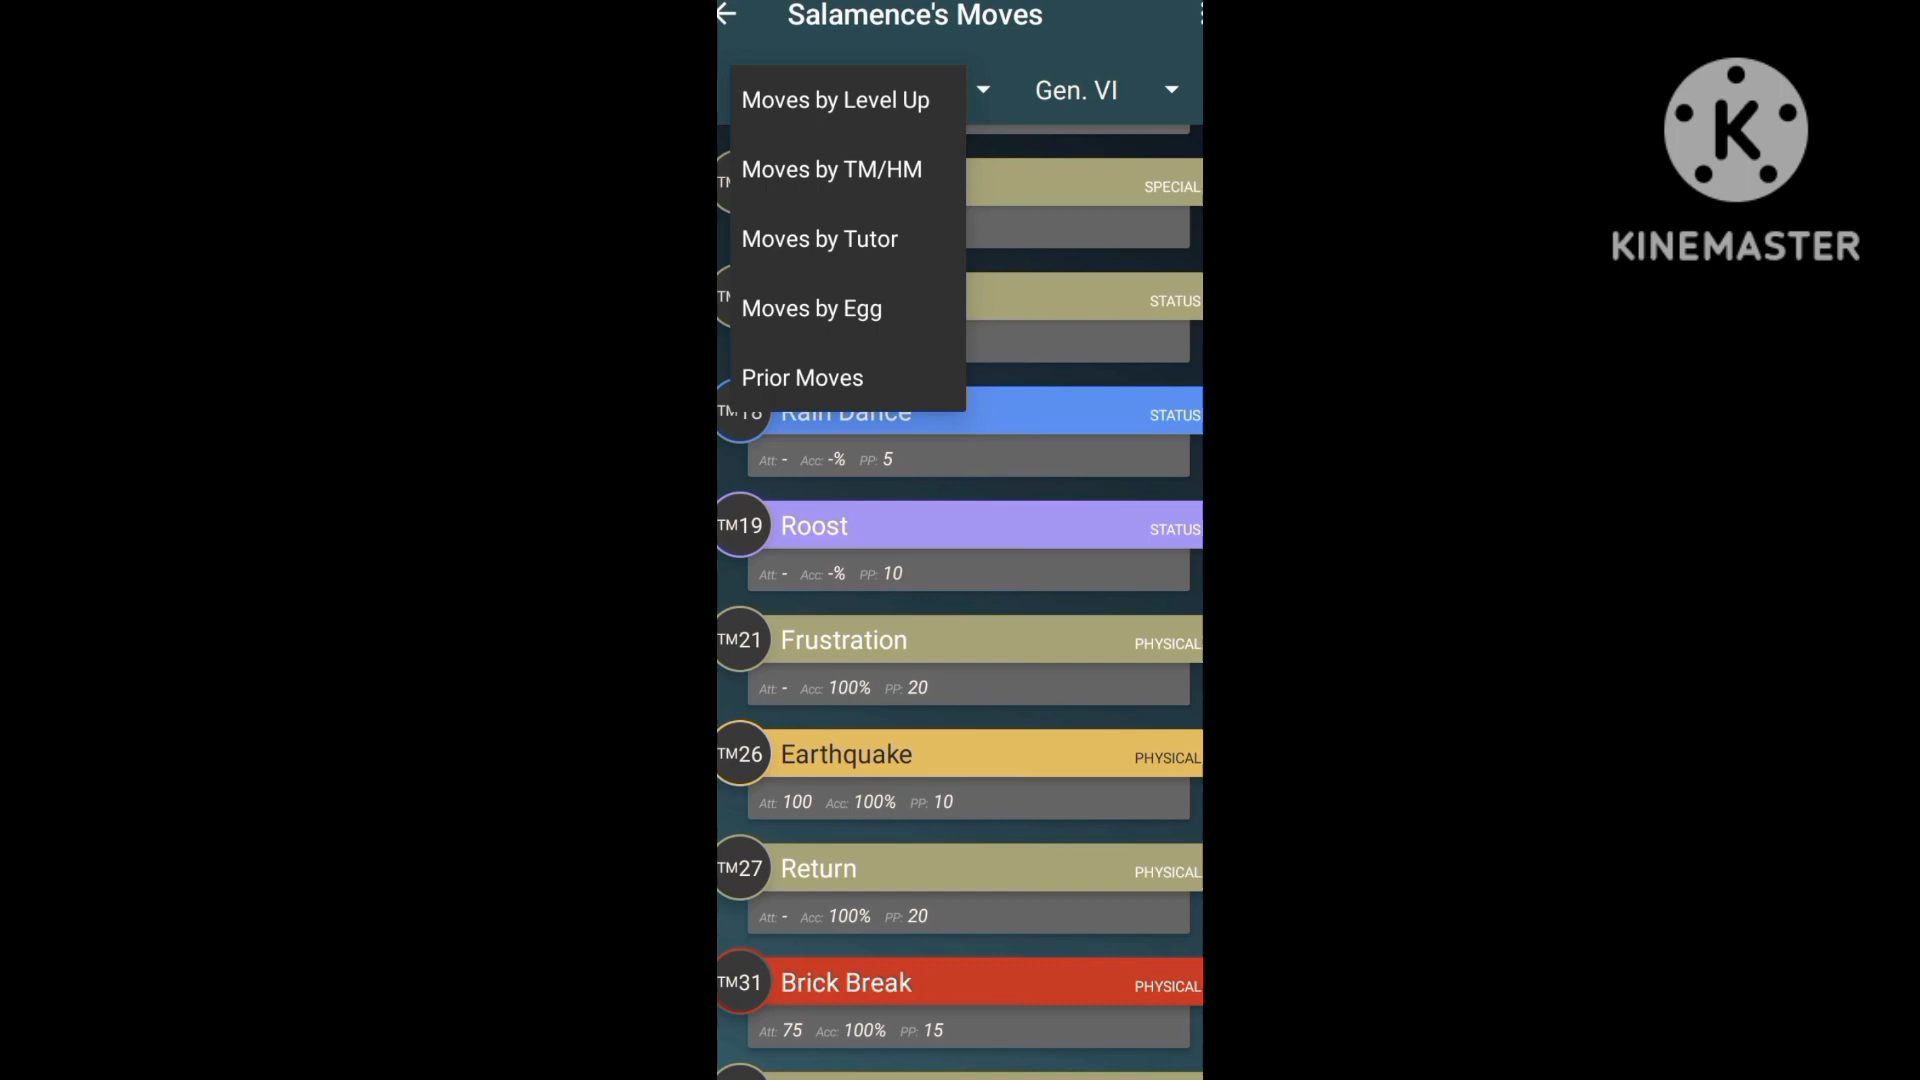 Salamence's Moves
Moves by Level Up
Gen. VI
Moves by TM/HM
SPECIAL
Moves by Tutor
STATUS
Moves by Egg
Prior Moves
TM18 Rain Dance STATUS
Att: - Acc: -% PP: 5
TM19 Roost STATUS
Att: - Acc: -% PP: 10
TM21 Frustration PHYSICAL
Att: - Acc: 100% PP: 20
TM26 Earthquake PHYSICAL
Att: 100 Acc: 100% PP: 10
TM27 Return PHYSICAL
Att: - Acc: 100% PP: 20
TM31 Brick Break PHYSICAL
Att: 75 Acc: 100% PP: 15
K
KINEMASTER